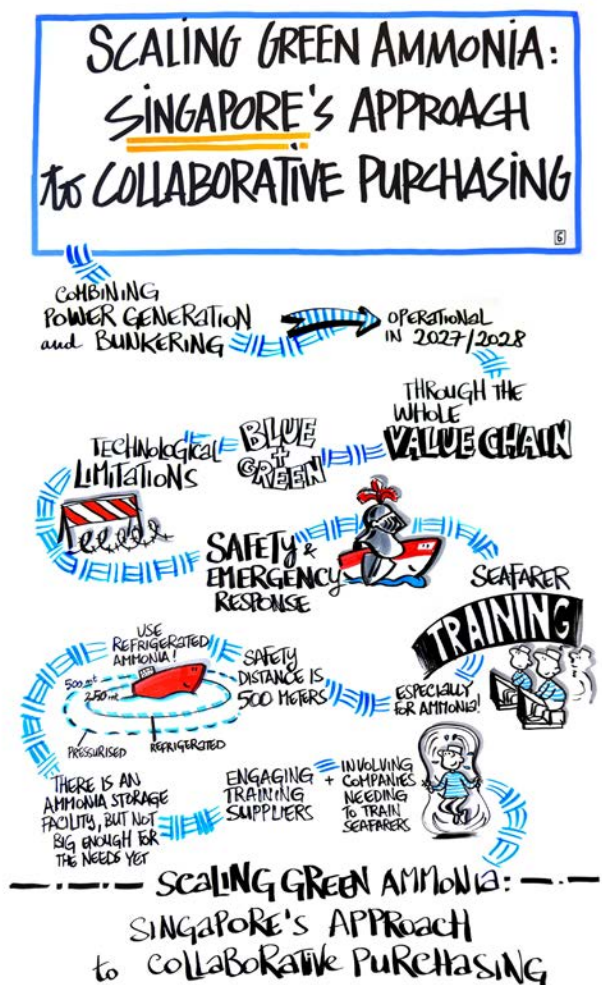 SCALING GREEN AMMONIA:
SINGAPORE'S APPROACH
to COLLABORATIVE PURCHASING
6
COMBINING
POWER GENERATION
and BUNKERING
OPERATIONAL
IN 2027/2028
THROUGH THE
WHOLE
VALUE CHAIN
BLUE
+
GREEN
TECHNOLOGICAL
LIMITATIONS
SAFETY &
EMERGENCY
RESPONSE
SEAFARER
TRAINING
ESPECIALLY
FOR AMMONIA!
SAFETY
DISTANCE IS
500 METERS
USE
REFRIGERATED
AMMONIA!
500 mt
250 mt
PRESSURISED
REFRIGERATED
THERE IS AN
AMMONIA STORAGE
FACILITY, BUT NOT
BIG ENOUGH FOR
THE NEEDS YET
ENGAGING
TRAINING
SUPPLIERS
+
INVOLVING
COMPANIES
NEEDING
TO TRAIN
SEAFARERS
SCALING GREEN AMMONIA:
SINGAPORE'S APPROACH
to COLLABORATIVE PURCHASING